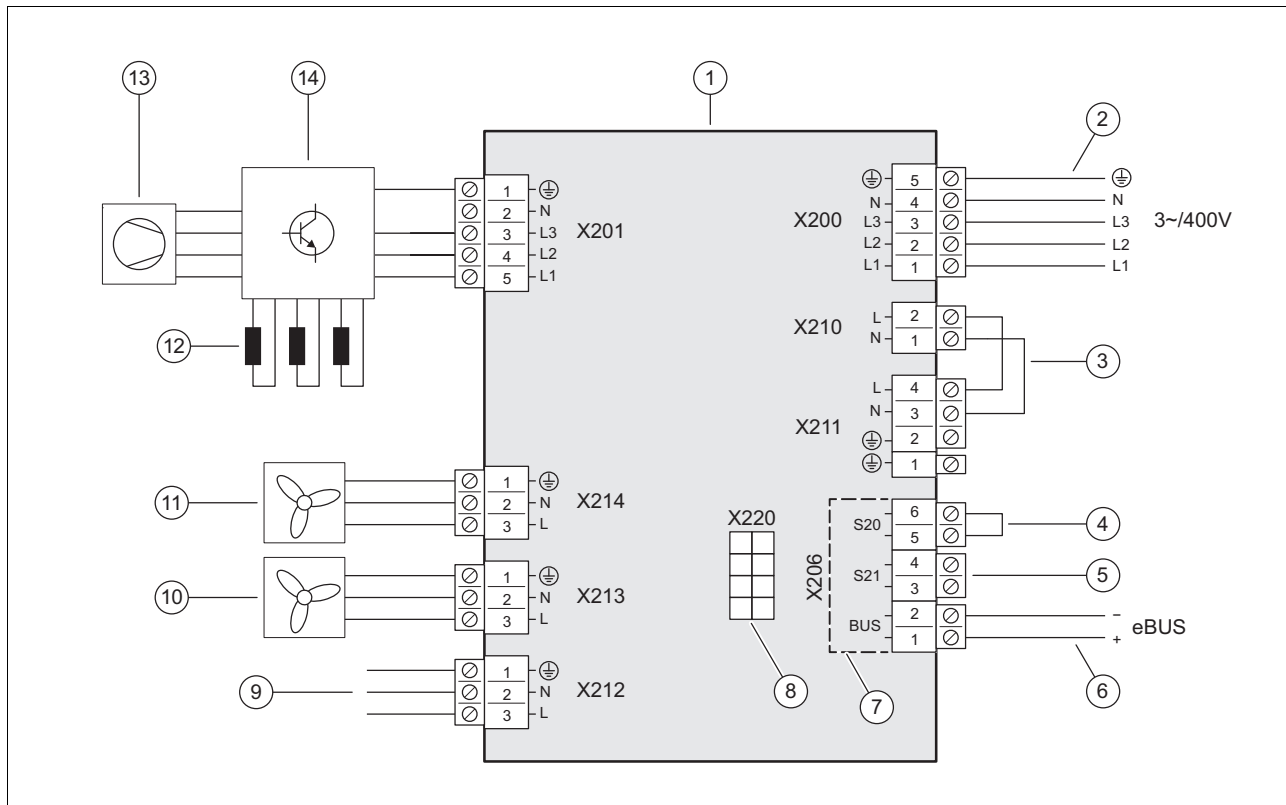 13
14
1
2
1
2 N
3 L3
4 L2
5 L1
X201
X200
5
N 4
L3 3
L2 2
L1 1
N
L3
L2
L1
3~/400V
12
X210
L 2
N 1
3
X211
L 4
N 3
2
1
11
1
2 N
3 L
X214
10
1
2 N
3 L
X213
9
1
2 N
3 L
X212
X220
8
X206
S20
6
5
4
S21
4
3
5
BUS
2 –
1 +
eBUS
7
6